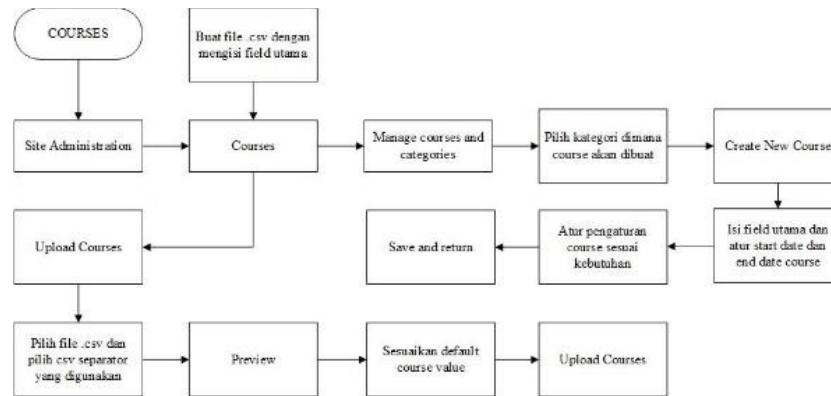 COURSES
Buat file .csv dengan
mengisi field utama
Site Administration
Courses
Manage courses and
categories
Pilih kategori dimana
course akan dibuat
Create New Course
Upload Courses
Save and return
Atur pengaturan
course sesuai
kebutuhan
Isi field utama dan
atur start date dan
end date course
Pilih file .csv dan
pilih csv separator
yang digunakan
Preview
Sesuaikan default
course value
Upload Courses